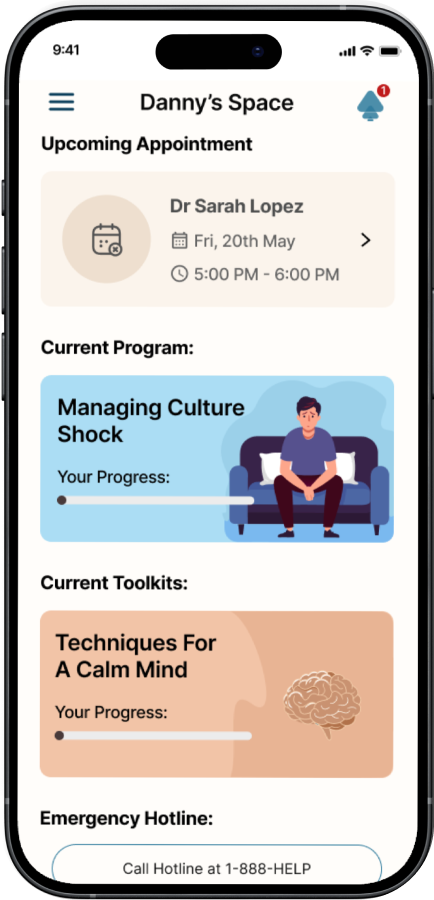 9:41
Danny's Space
1
Upcoming Appointment
Dr Sarah Lopez
Fri, 20th May
5:00 PM - 6:00 PM
Current Program:
Managing Culture
Shock
Your Progress:
Current Toolkits:
Techniques For
A Calm Mind
Your Progress:
Emergency Hotline:
Call Hotline at 1-888-HELP